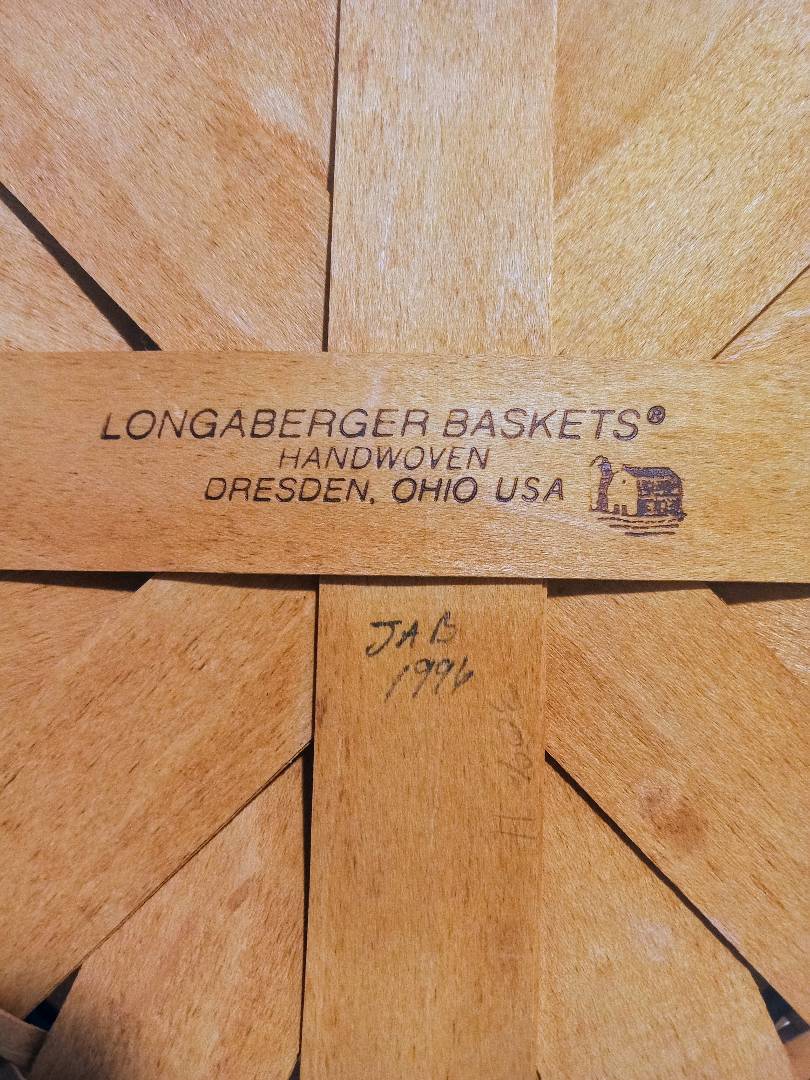 LONGABERGER BASKETS®
HANDWOVEN
DRESDEN, OHIO USA
JAB
1996